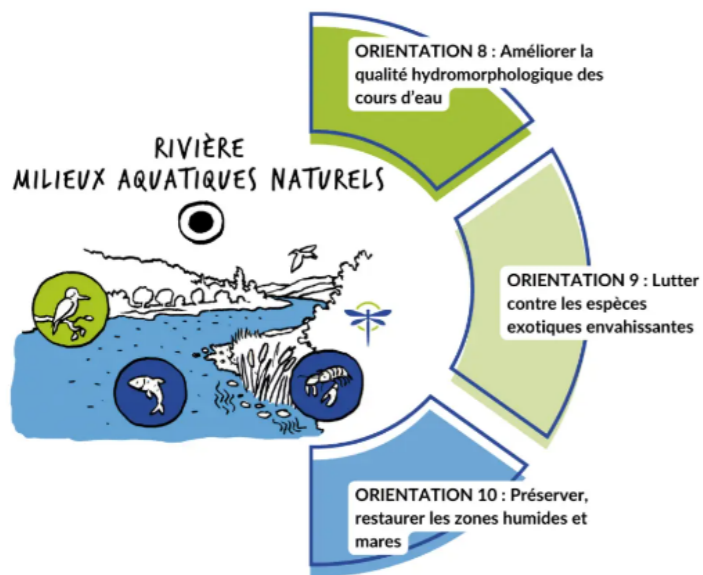 RIVIÈRE
MILIEUX AQUATIQUES NATURELS
ORIENTATION 8 : Améliorer la
qualité hydromorphologique des
cours d'eau
ORIENTATION 9 : Lutter
contre les espèces
exotiques envahissantes
ORIENTATION 10 : Préserver,
restaurer les zones humides et
mares